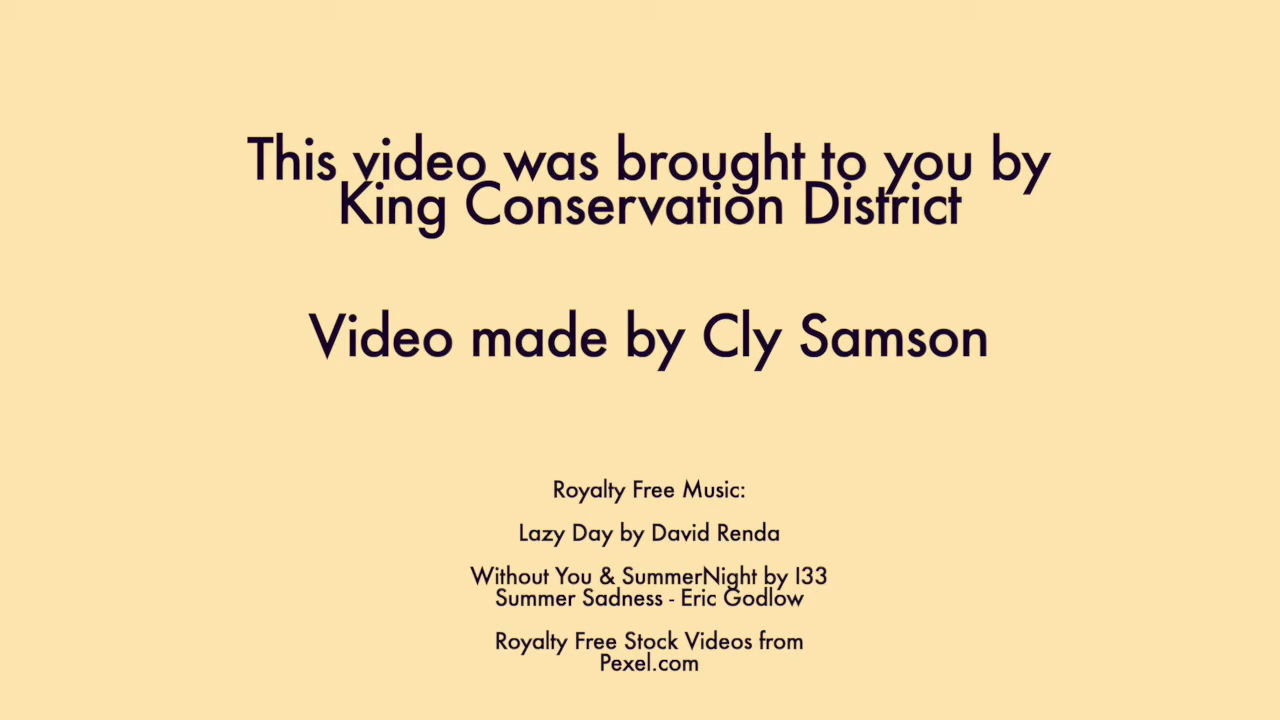 This video was brought to you by
King Conservation District
Video made by Cly Samson
Royalty Free Music:
Lazy Day by David Renda
Without You & SummerNight by I33
Summer Sadness - Eric Godlow
Royalty Free Stock Videos from
Pexel.com